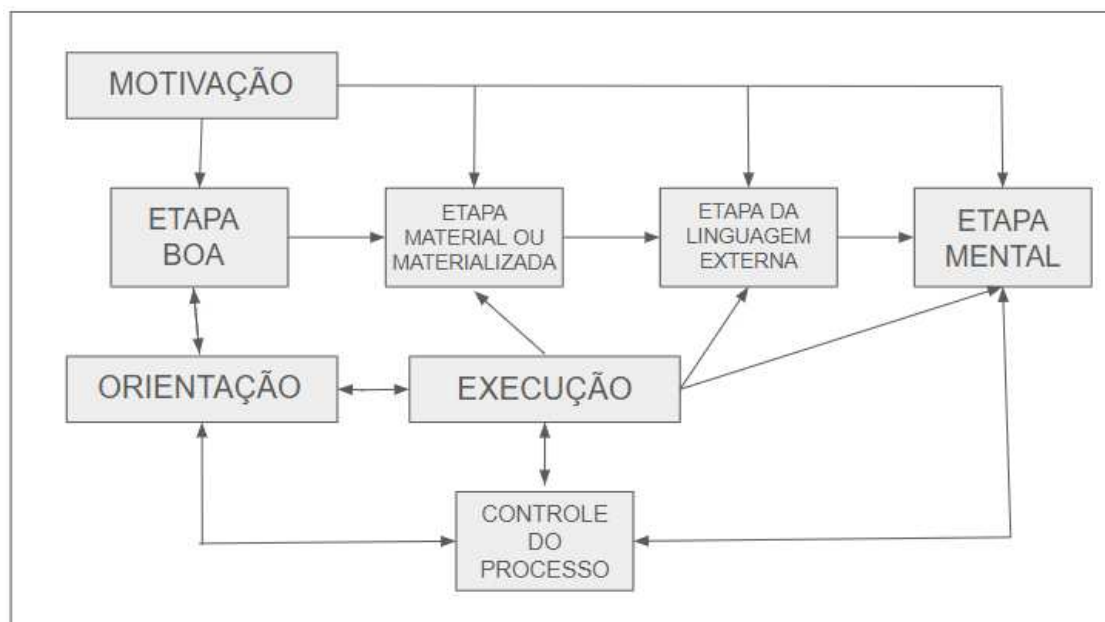 MOTIVAÇÃO
ETAPA
BOA
ETAPA
MATERIAL OU
MATERIALIZADA
ETAPA DA
LINGUAGEM
EXTERNA
ETAPA
MENTAL
ORIENTAÇÃO
EXECUÇÃO
CONTROLE
DO
PROCESSO